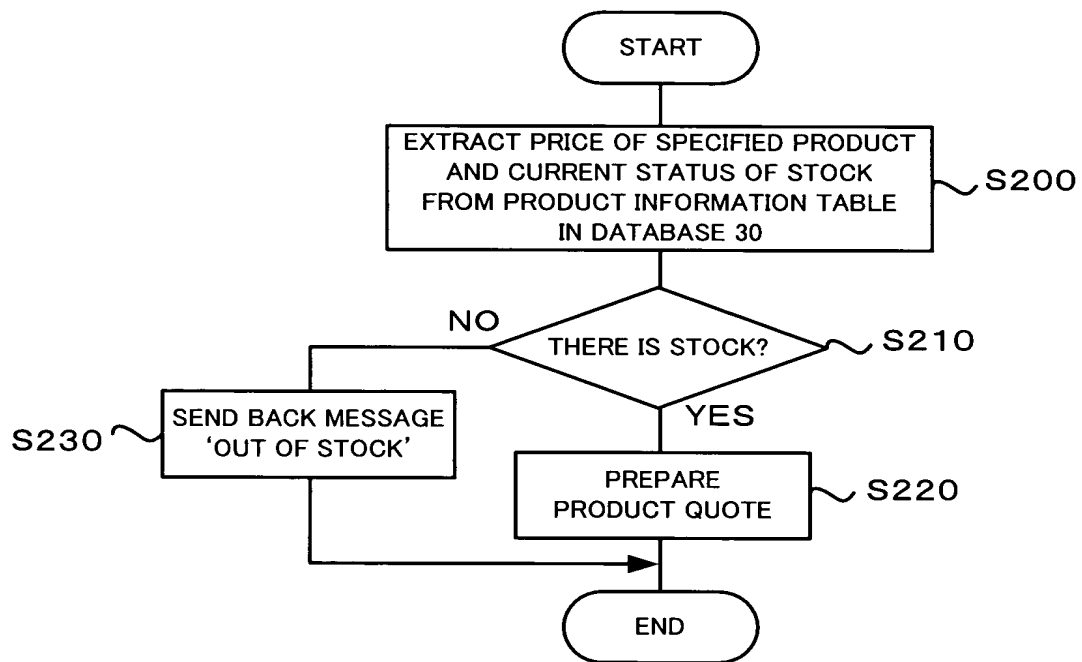 START
EXTRACT PRICE OF SPECIFIED PRODUCT
AND CURRENT STATUS OF STOCK
FROM PRODUCT INFORMATION TABLE
IN DATABASE 30
S200
NO
THERE IS STOCK?
S210
YES
SEND BACK MESSAGE
'OUT OF STOCK'
S230
PREPARE
PRODUCT QUOTE
S220
END